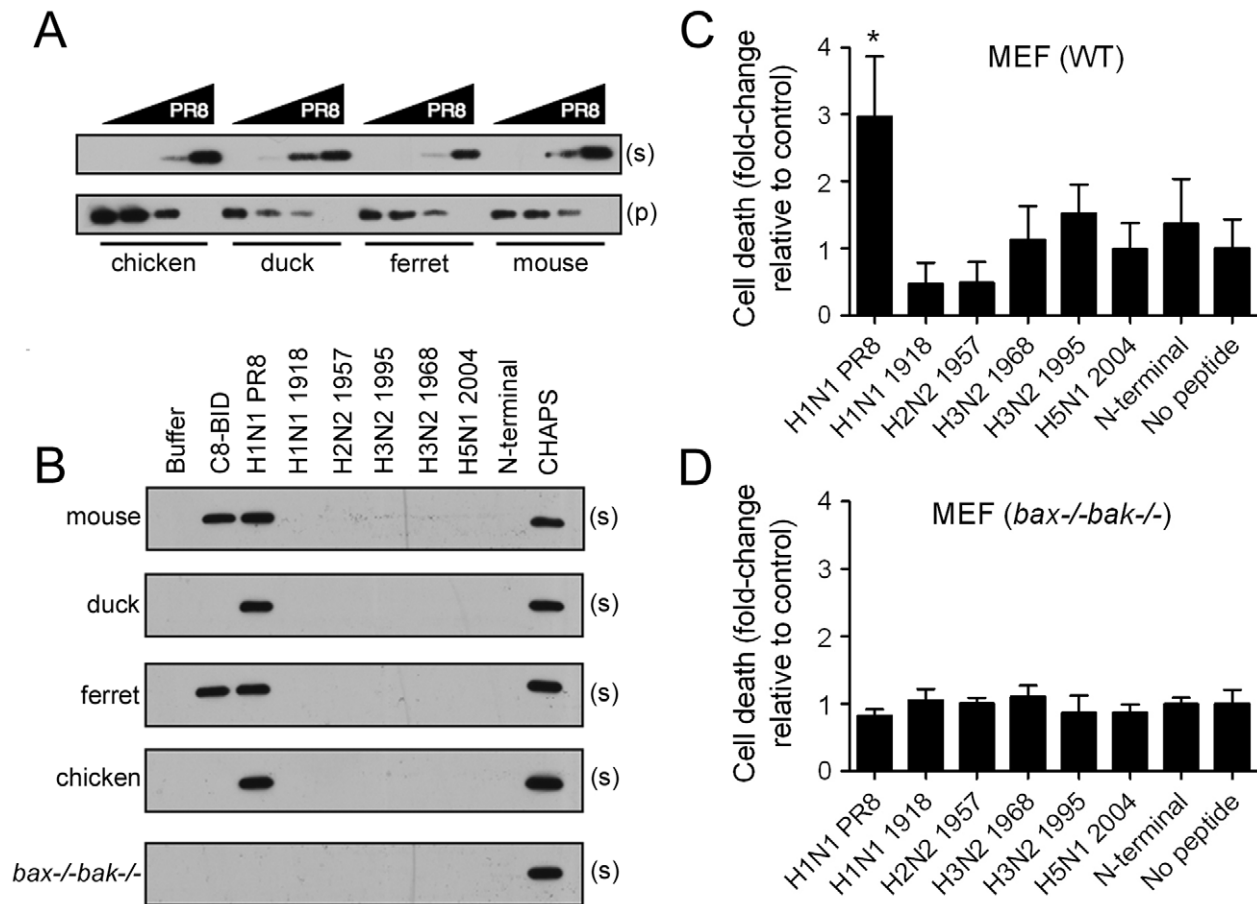 A
PR8 PR8 PR8 PR8
(s)
(p)
chicken duck ferret mouse
B
Buffer
C8-BID
H1N1 PR8
H1N1 1918
H2N2 1957
H3N2 1995
H3N2 1968
H5N1 2004
N-terminal
CHAPS
mouse (s)
duck (s)
ferret (s)
chicken (s)
bax-/-bak-/- (s)
C
MEF (WT)
Cell death (fold-change
relative to control)
4
3
2
1
0
*
H1N1 PR8
H1N1 1918
H2N2 1957
H3N2 1968
H3N2 1995
H5N1 2004
N-terminal
No peptide
D
MEF (bax-/-bak-/-)
Cell death (fold-change
relative to control)
4
3
2
1
0
H1N1 PR8
H1N1 1918
H2N2 1957
H3N2 1968
H3N2 1995
H5N1 2004
N-terminal
No peptide